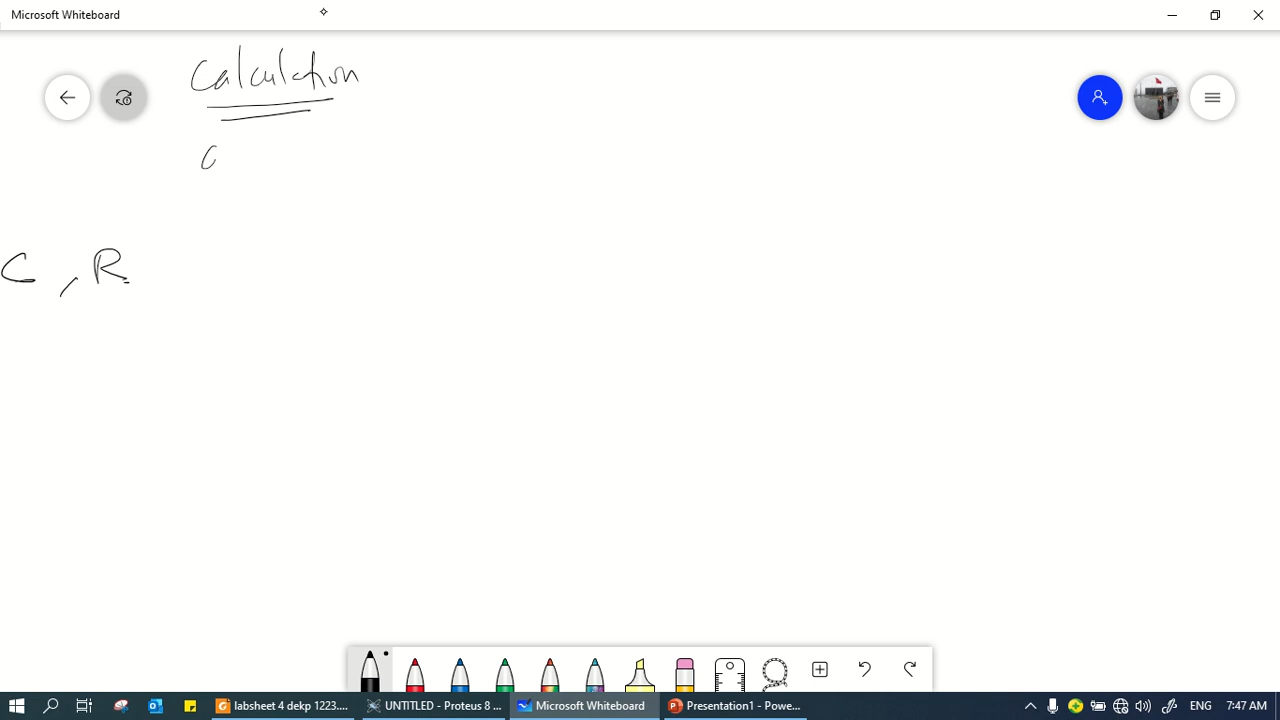 Microsoft Whiteboard
Calculation
C
C , R
labsheet 4 dekp 1223....
UNTITLED - Proteus 8 ...
Microsoft Whiteboard
Presentation1 - Powe...
ENG
7:47 AM